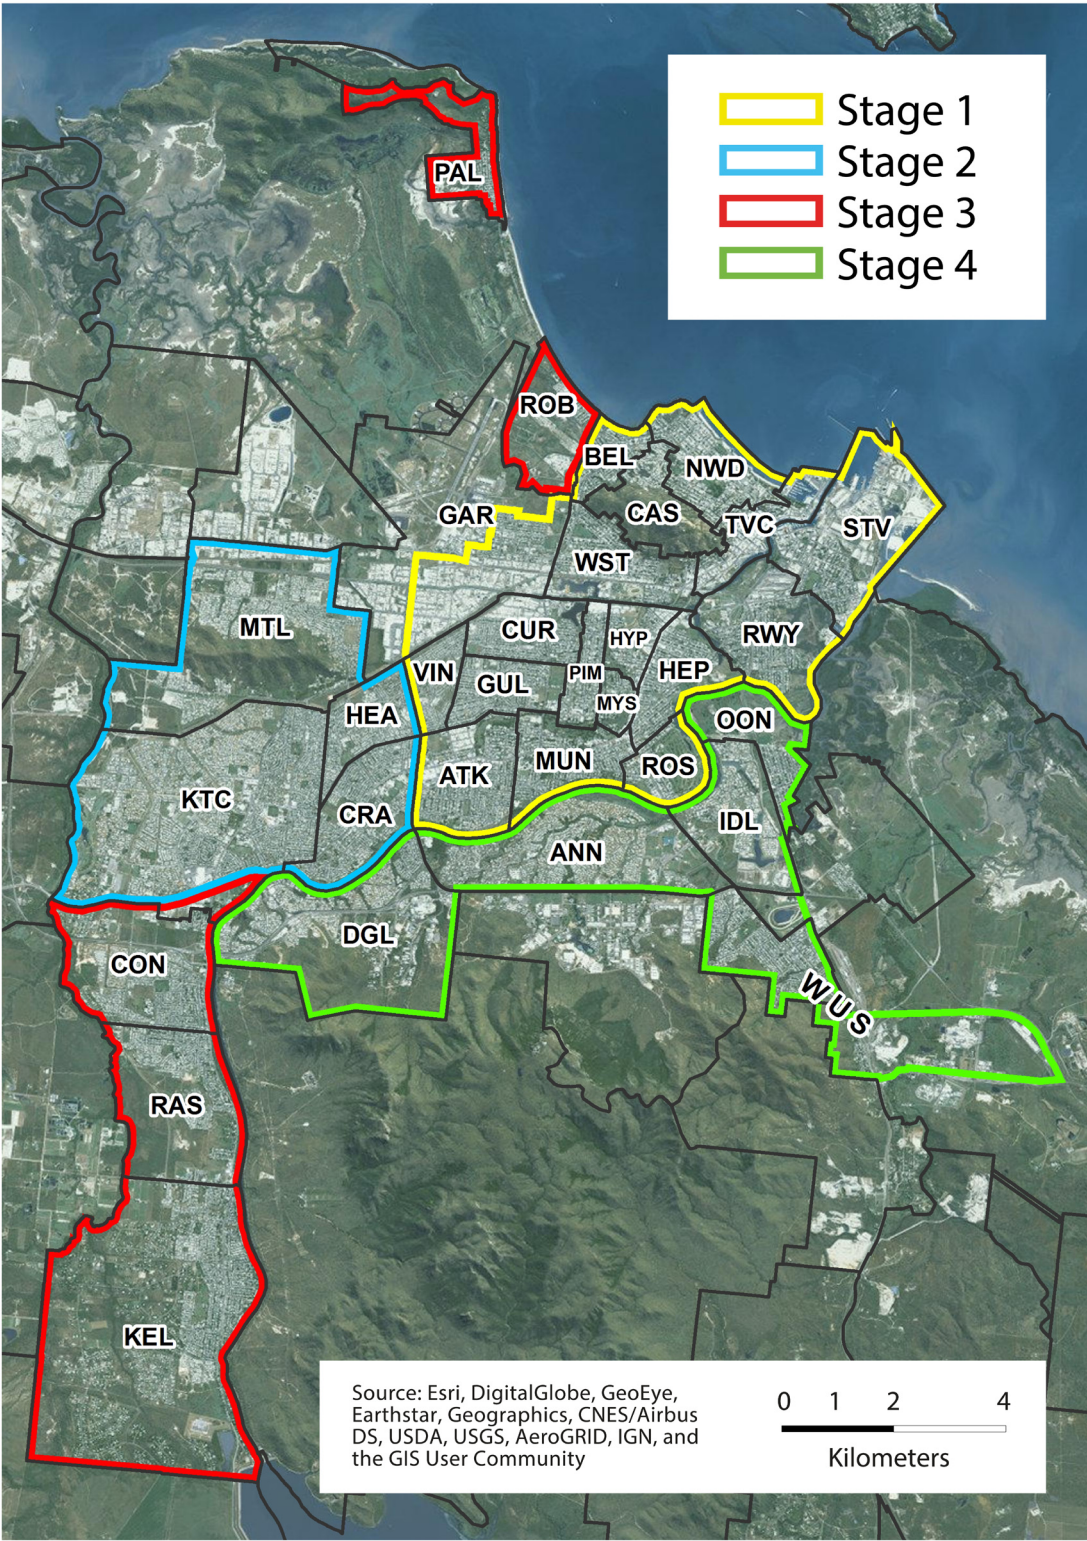 Stage 1
Stage 2
Stage 3
Stage 4
PAL
ROB
BEL
NWD
GAR
CAS
TVC
STV
WST
MTL
CUR
HYP
RWY
VIN
GUL
PIM
HEP
MYS
HEA
OON
ATK
MUN
ROS
KTC
CRA
IDL
ANN
DGL
CON
WUS
RAS
KEL
Source: Esri, DigitalGlobe, GeoEye,
Earthstar, Geographics, CNES/Airbus
DS, USDA, USGS, AeroGRID, IGN, and
the GIS User Community
0 1 2 4
Kilometers